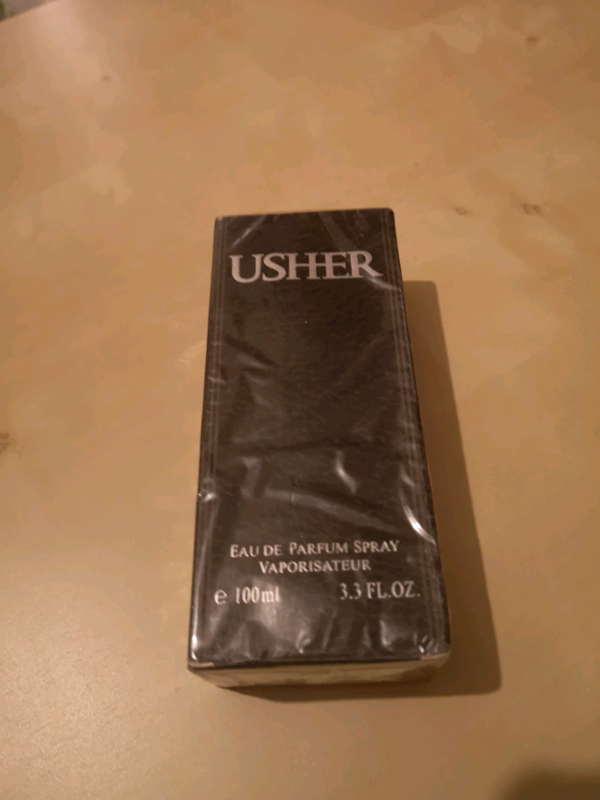 USHER
EAU DE PARFUM SPRAY
VAPORISATEUR
e 100ml 3.3 FL.OZ.